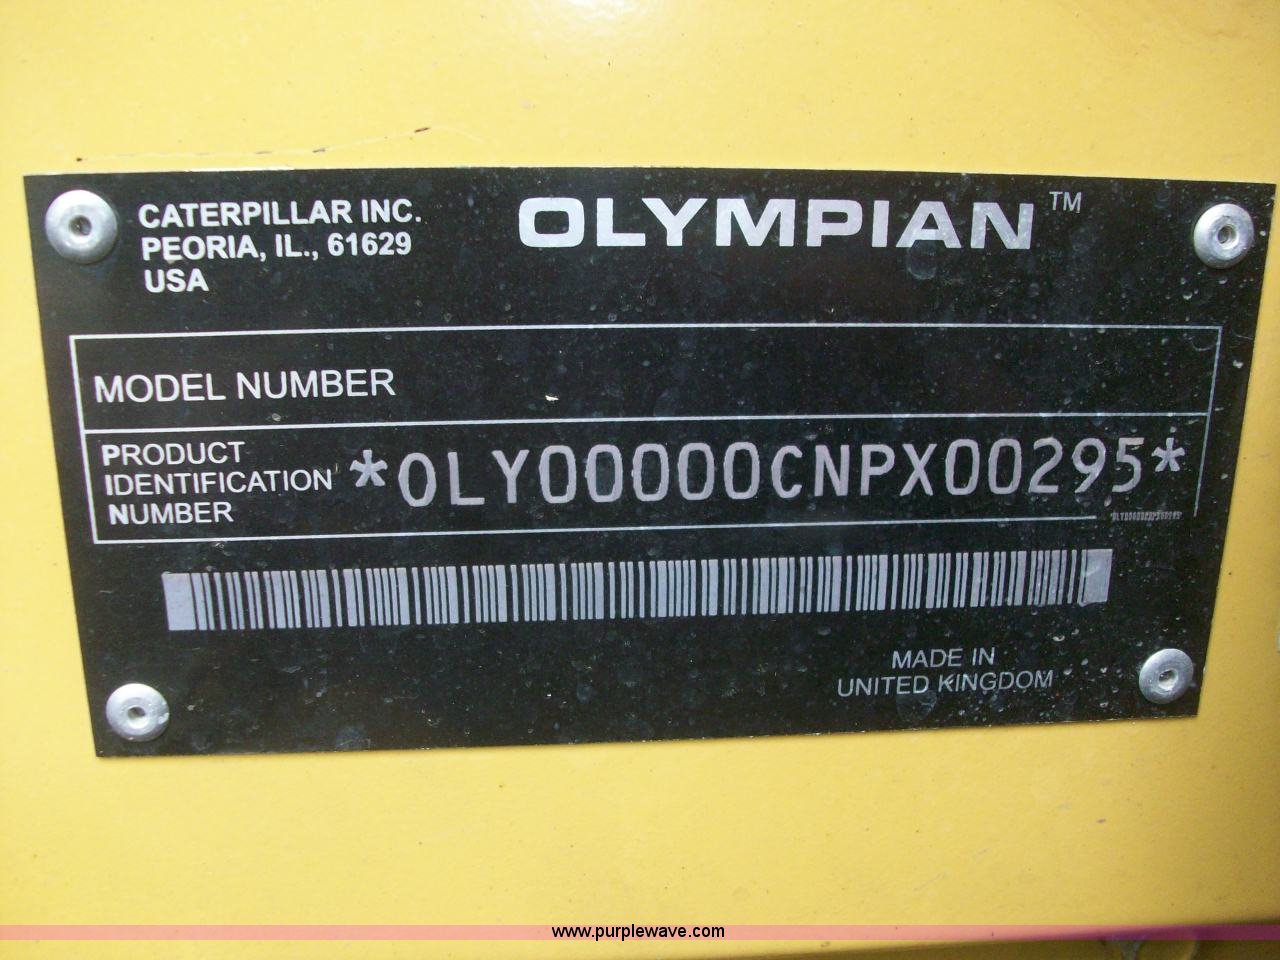 CATERPILLAR INC.
PEORIA, IL., 61629
USA
OLYMPIAN™
MODEL NUMBER
PRODUCT
IDENTIFICATION
NUMBER
*OLY00000CNPX00295*
MADE IN
UNITED KINGDOM
www.purplewave.com